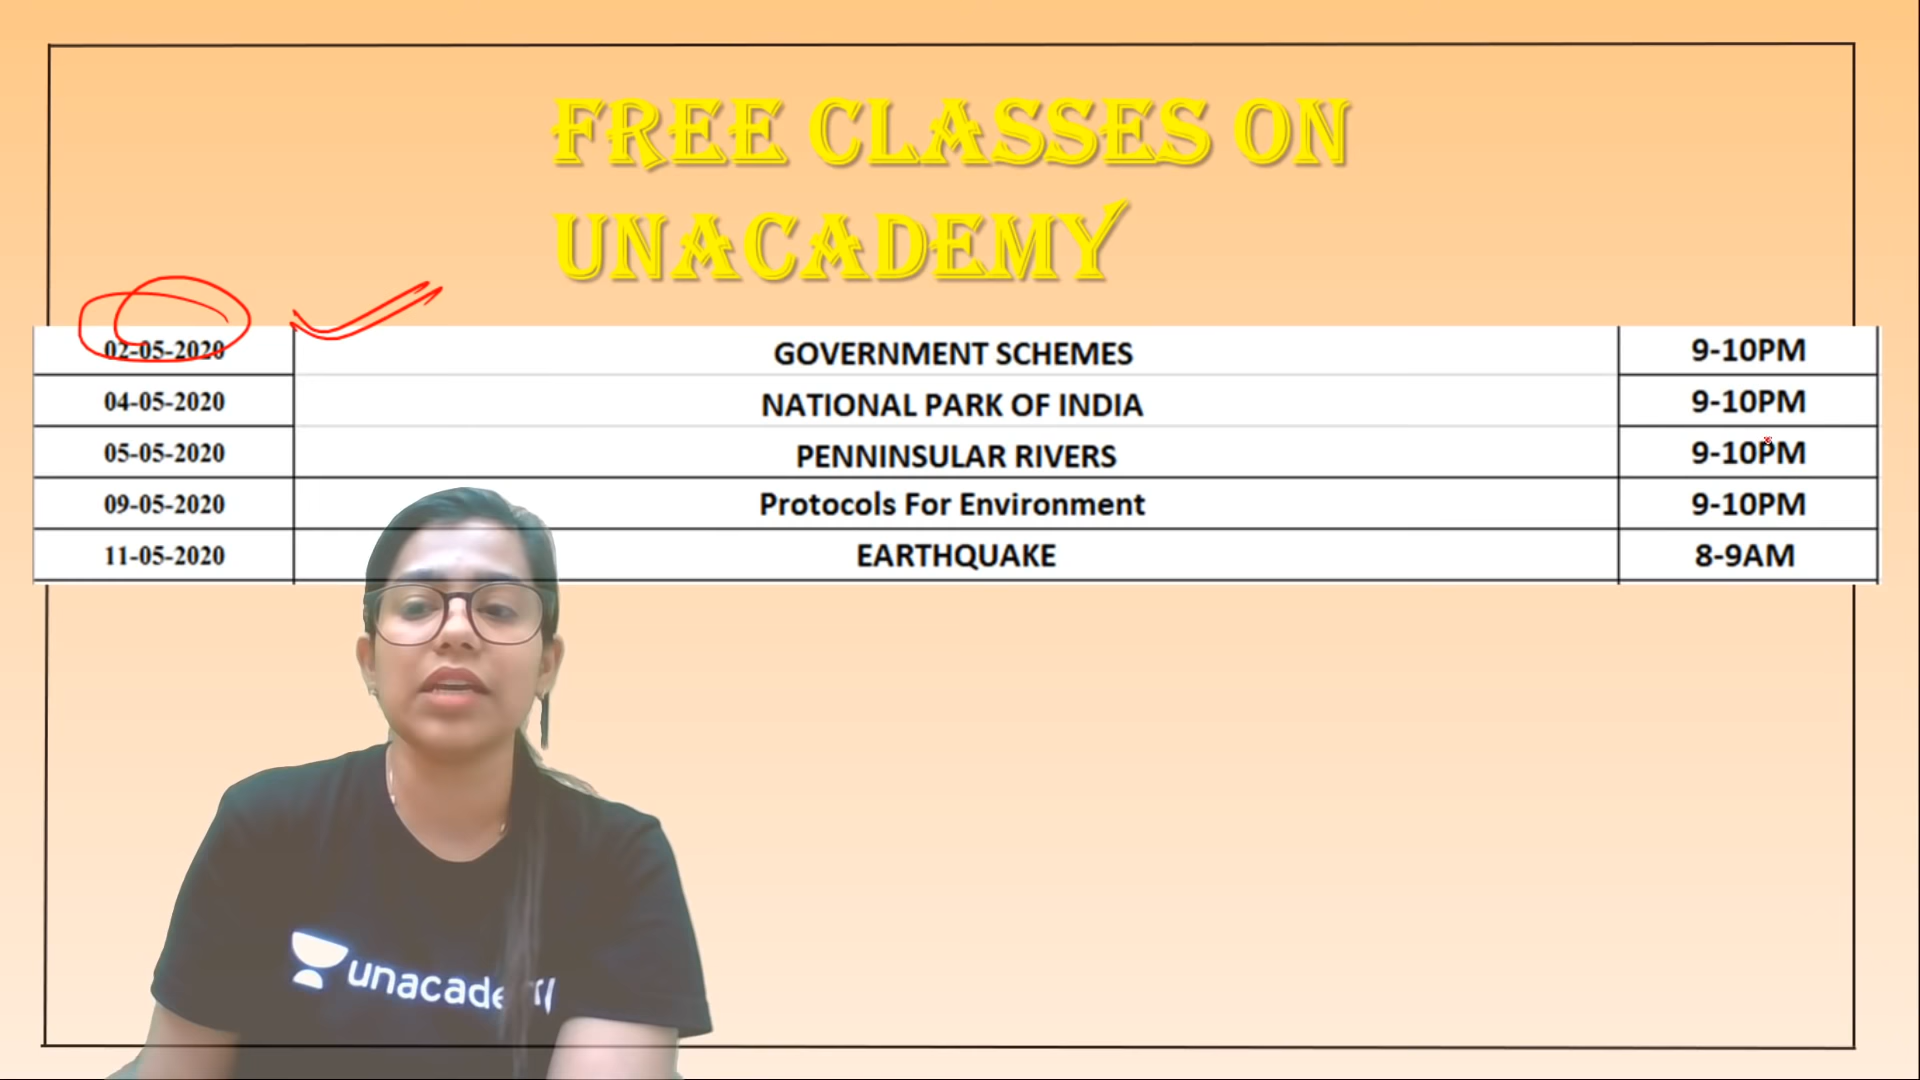 FREE CLASSES ON
UNACADEMY
02-05-2020 GOVERNMENT SCHEMES 9-10PM
04-05-2020 NATIONAL PARK OF INDIA 9-10PM
05-05-2020 PENNINSULAR RIVERS 9-10PM
09-05-2020 Protocols For Environment 9-10PM
11-05-2020 EARTHQUAKE 8-9AM
unacademy